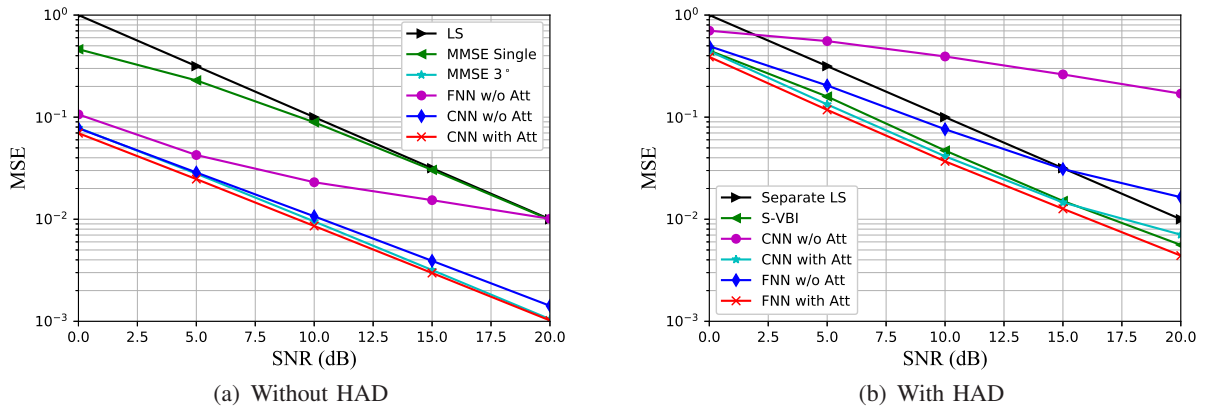 10⁰
10⁻¹
10⁻²
10⁻³
MSE
0.0 2.5 5.0 7.5 10.0 12.5 15.0 17.5 20.0
SNR (dB)
LS
MMSE Single
MMSE 3°
FNN w/o Att
CNN w/o Att
CNN with Att
(a) Without HAD
10⁰
10⁻¹
10⁻²
10⁻³
MSE
0.0 2.5 5.0 7.5 10.0 12.5 15.0 17.5 20.0
SNR (dB)
Separate LS
S-VBI
CNN w/o Att
CNN with Att
FNN w/o Att
FNN with Att
(b) With HAD